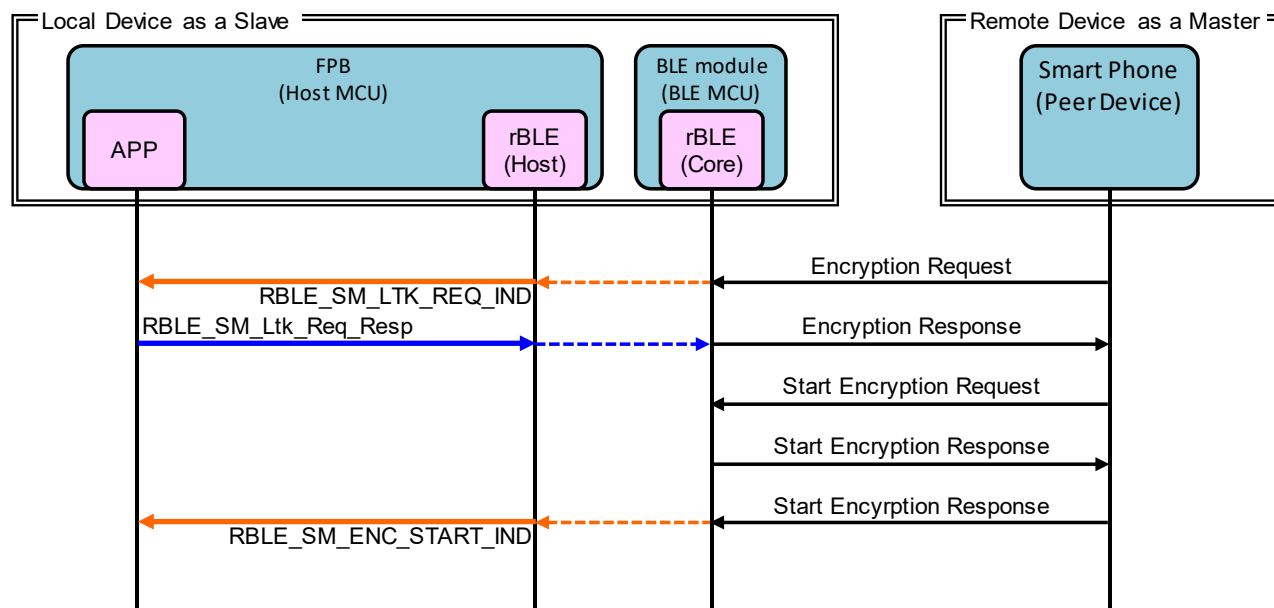 Local Device as a Slave
Remote Device as a Master
FPB
(Host MCU)
BLE module
(BLE MCU)
Smart Phone
(Peer Device)
APP
rBLE
(Host)
rBLE
(Core)
Encryption Request
RBLE_SM_LTK_REQ_IND
RBLE_SM_Ltk_Req_Resp
Encryption Response
Start Encryption Request
Start Encryption Response
Start Encyrption Response
RBLE_SM_ENC_START_IND